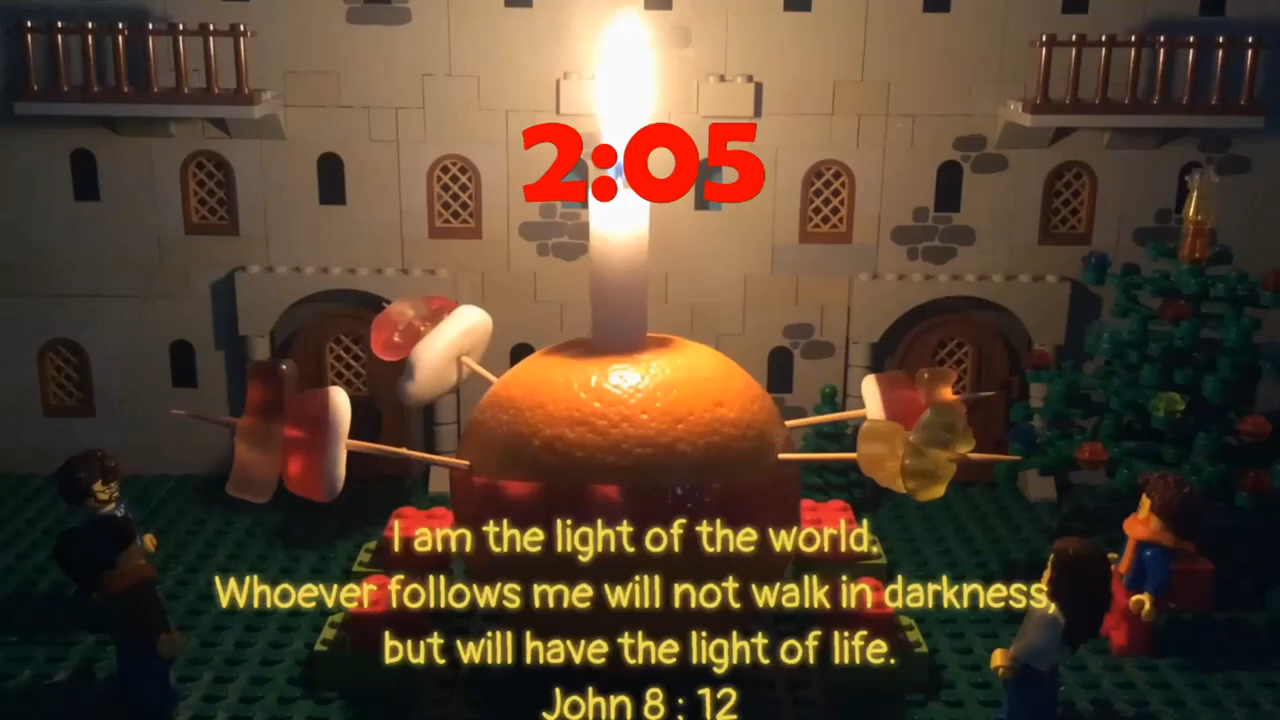 2:05
I am the light of the world.
Whoever follows me will not walk in darkness,
but will have the light of life.
John 8 : 12